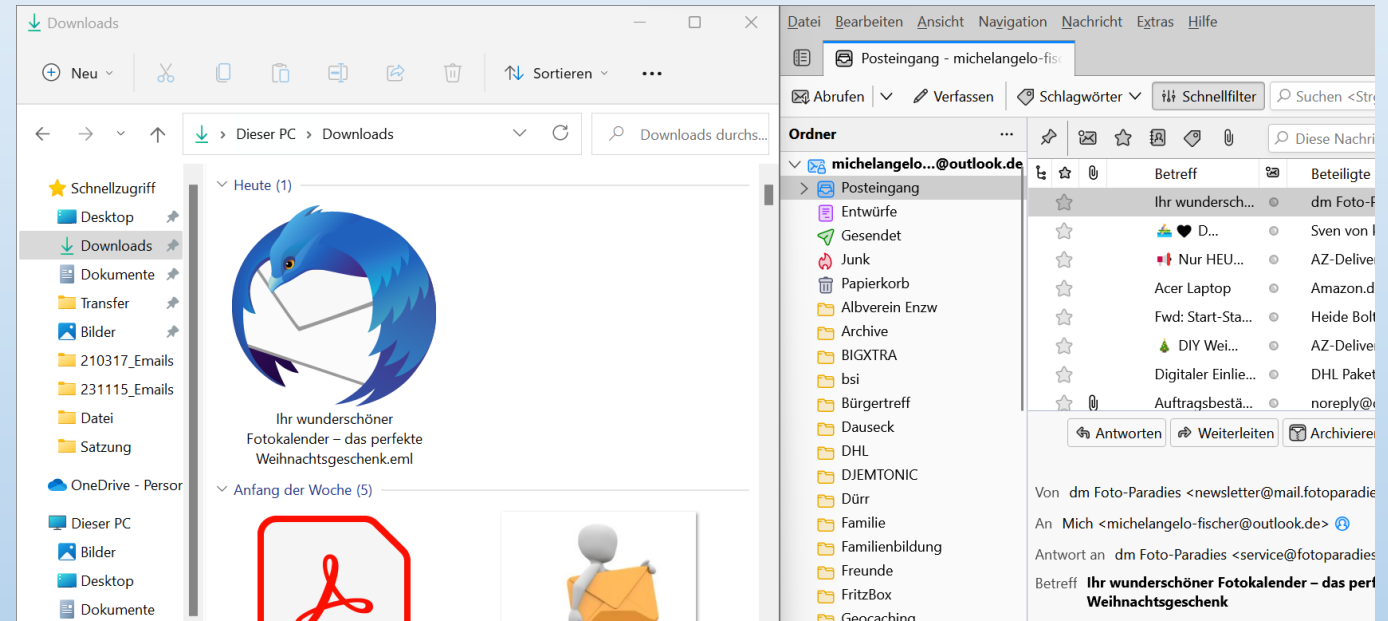 Downloads
Neu
Sortieren
Dieser PC > Downloads
Downloads durchs...
Schnellzugriff
Desktop
Downloads
Dokumente
Transfer
Bilder
210317_Emails
231115_Emails
Datei
Satzung
OneDrive - Person
Dieser PC
Bilder
Desktop
Dokumente
Heute (1)
Ihr wunderschöner
Fotokalender – das perfekte
Weihnachtsgeschenk.eml
Anfang der Woche (5)
Datei Bearbeiten Ansicht Navigation Nachricht Extras Hilfe
Posteingang - michelangelo-fis
Abrufen Verfassen Schlagwörter Schnellfilter Suchen <Str
Ordner
michelangelo...@outlook.de
Posteingang
Entwürfe
Gesendet
Junk
Papierkorb
Albverein Enzw
Archive
BIGXTRA
bsi
Bürgertreff
Dauseck
DHL
DJEMTONIC
Dürr
Familie
Familienbildung
Freunde
FritzBox
Geocaching
Diese Nachri
Betreff Beteiligte
Ihr wundersch... dm Foto-P
D... Sven von
Nur HEU... AZ-Deliver
Acer Laptop Amazon.d
Fwd: Start-Sta... Heide Bolt
DIY Wei... AZ-Deliver
Digitaler Einlie... DHL Paket
Auftragsbestä... noreply@
Antworten Weiterleiten Archivieren
Von dm Foto-Paradies <newsletter@mail.fotoparadie
An Mich <michelangelo-fischer@outlook.de>
Antwort an dm Foto-Paradies <service@fotoparadies
Betreff Ihr wunderschöner Fotokalender – das perf
Weihnachtsgeschenk